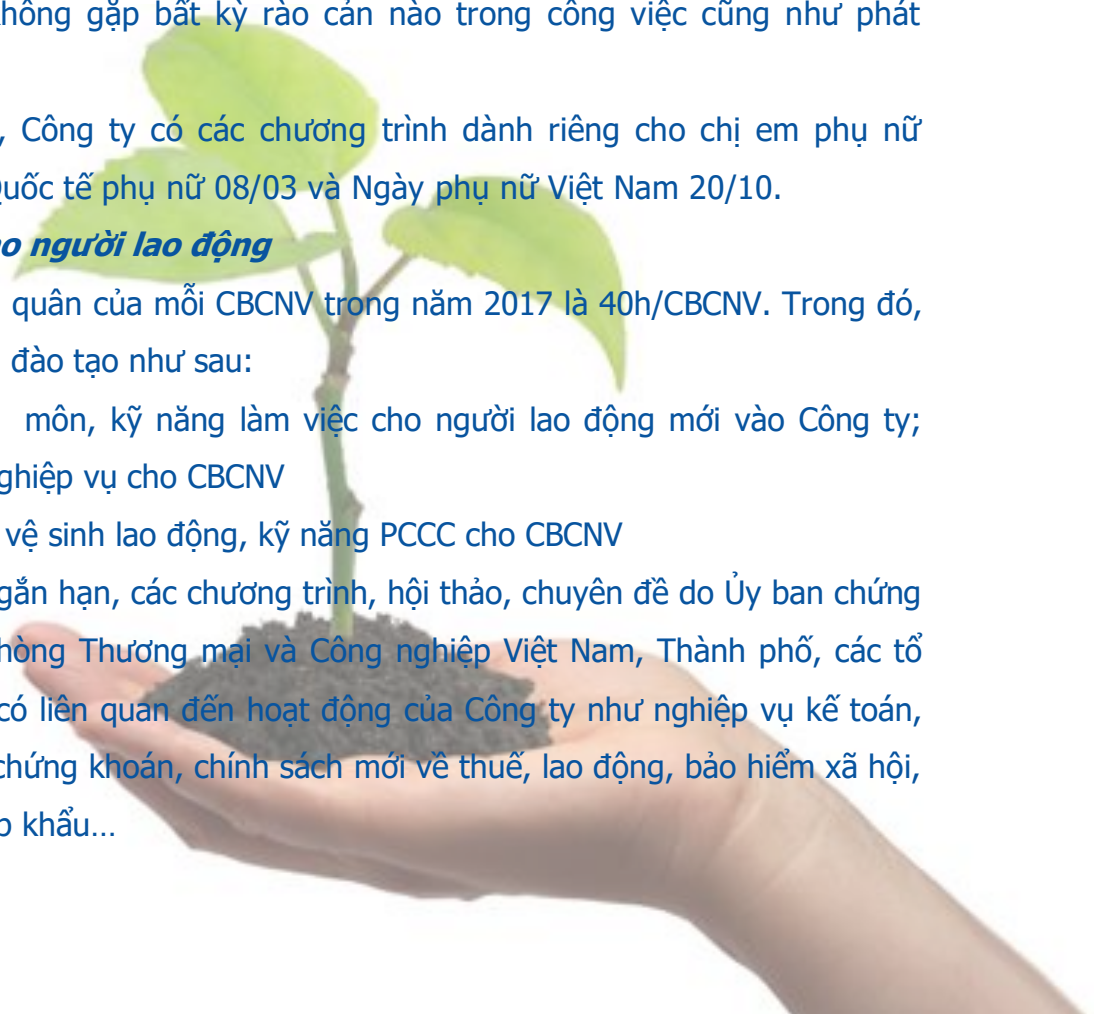 không gặp bất kỳ rào cản nào trong công việc cũng như phát
, Công ty có các chương trình dành riêng cho chị em phụ nữ
Quốc tế phụ nữ 08/03 và Ngày phụ nữ Việt Nam 20/10.
o người lao động
quân của mỗi CBCNV trong năm 2017 là 40h/CBCNV. Trong đó,
đào tạo như sau:
môn, kỹ năng làm việc cho người lao động mới vào Công ty;
ghiệp vụ cho CBCNV
vệ sinh lao động, kỹ năng PCCC cho CBCNV
gắn hạn, các chương trình, hội thảo, chuyên đề do Ủy ban chứng
hòng Thương mại và Công nghiệp Việt Nam, Thành phố, các tổ
có liên quan đến hoạt động của Công ty như nghiệp vụ kế toán,
chứng khoán, chính sách mới về thuế, lao động, bảo hiểm xã hội,
p khẩu…